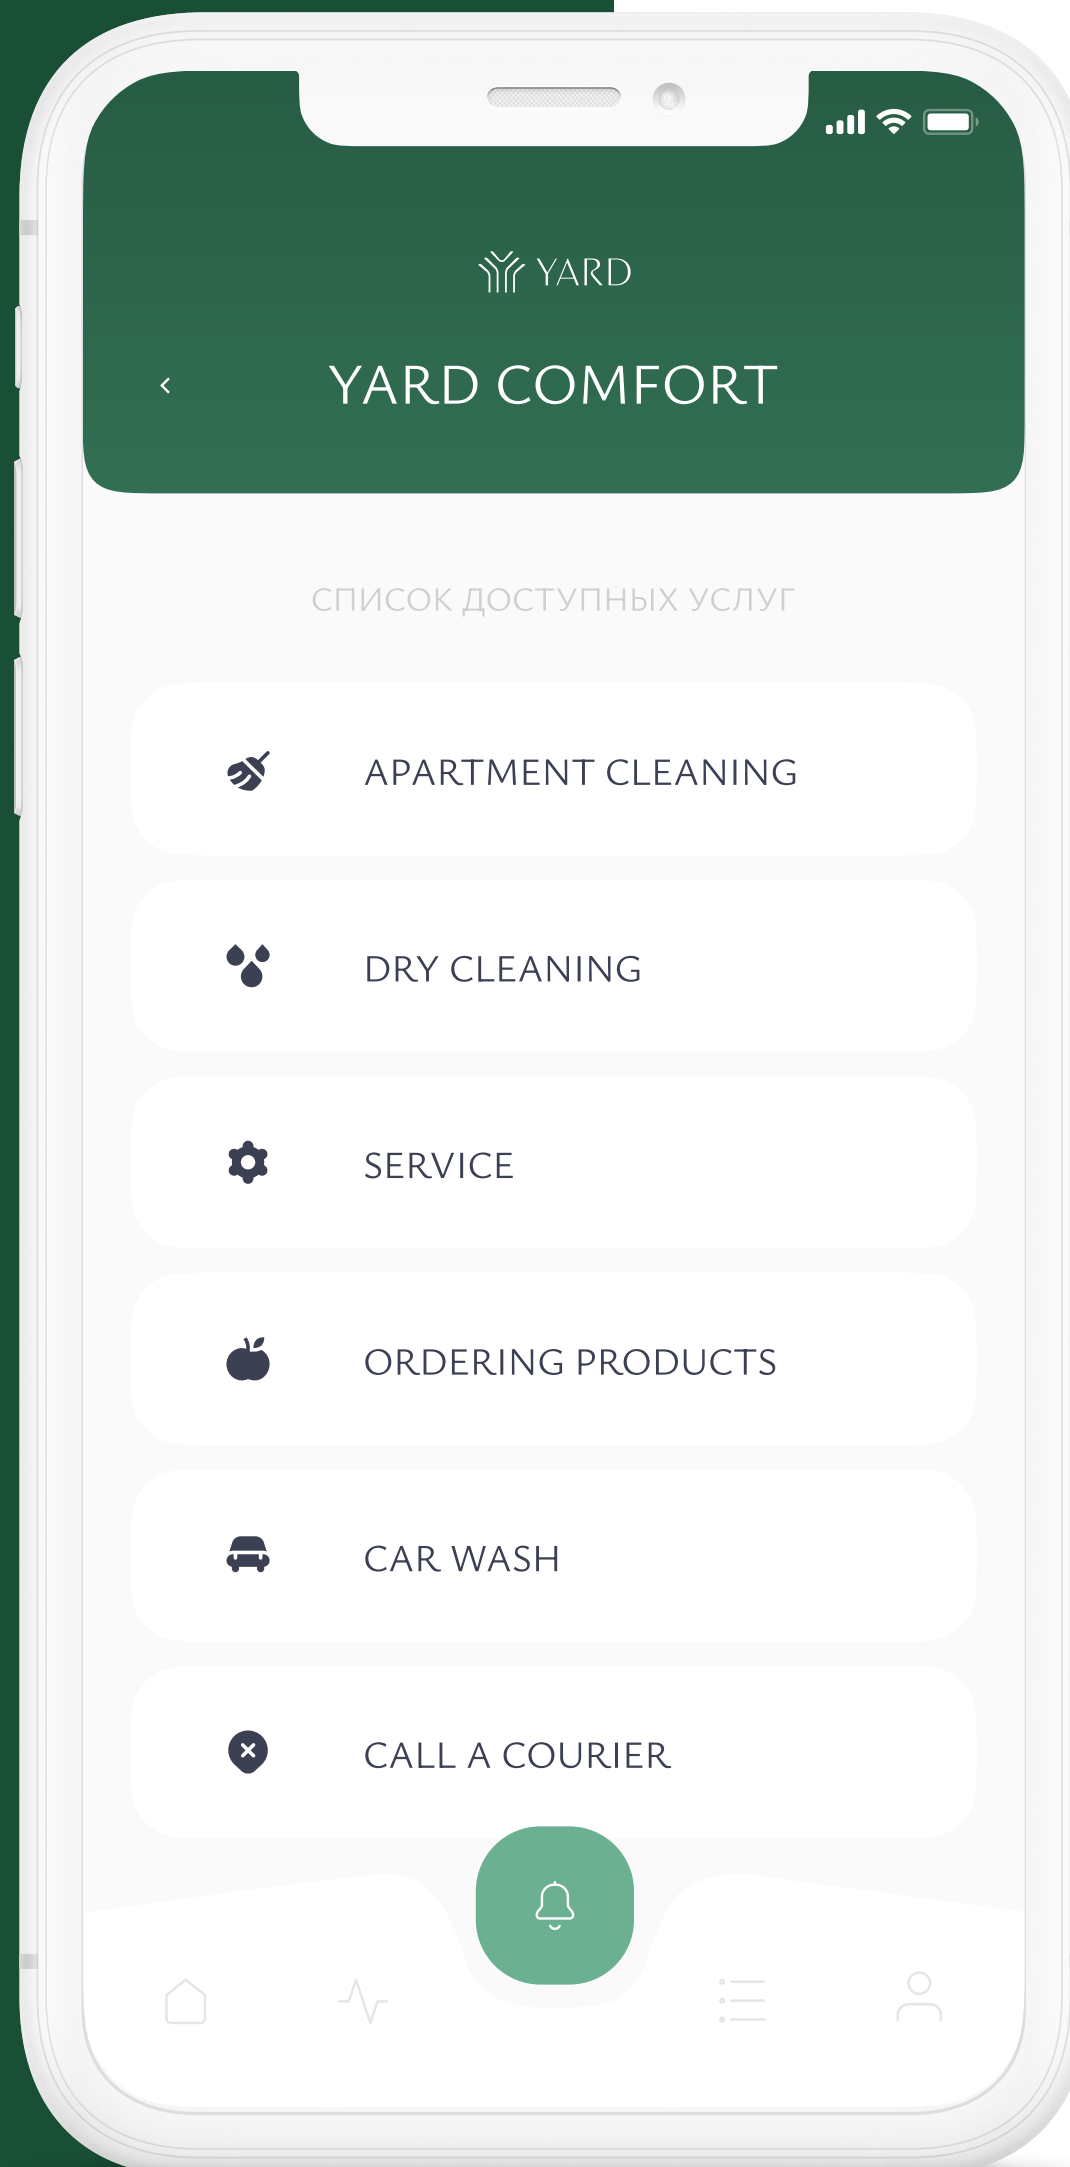 YARD
YARD COMFORT
СПИСОК ДОСТУПНЫХ УСЛУГ
APARTMENT CLEANING
DRY CLEANING
SERVICE
ORDERING PRODUCTS
CAR WASH
CALL A COURIER